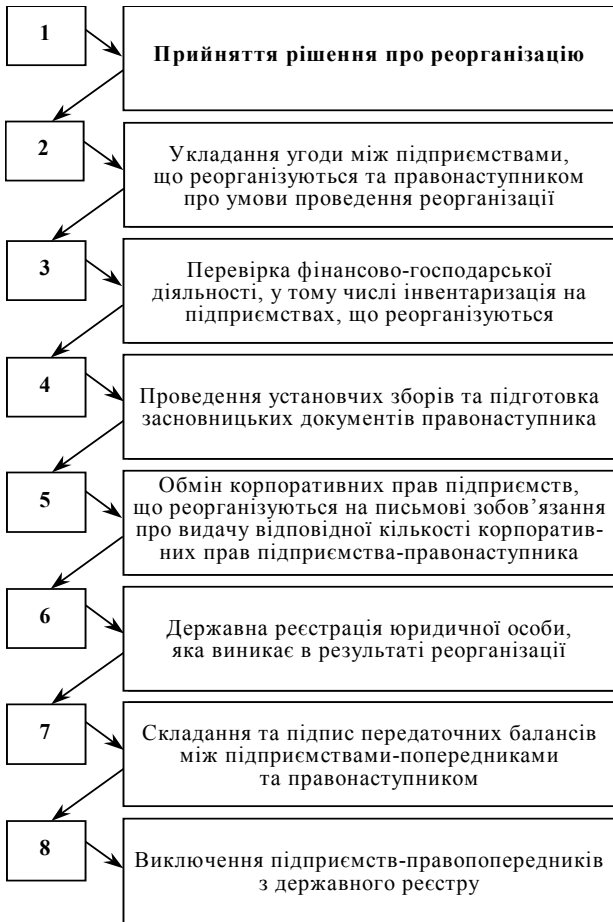 1
Прийняття рішення про реорганізацію
2
Укладання угоди між підприємствами,
що реорганізуються та правонаступником
про умови проведення реорганізації
3
Перевірка фінансово-господарської
діяльності, у тому числі інвентаризація на
підприємствах, що реорганізуються
4
Проведення установчих зборів та підготовка
засновницьких документів правонаступника
5
Обмін корпоративних прав підприємств,
що реорганізуються на письмові зобов’язання
про видачу відповідної кількості корпоратив-
них прав підприємства-правонаступника
6
Державна реєстрація юридичної особи,
яка виникає в результаті реорганізації
7
Складання та підпис передаточних балансів
між підприємствами-попередниками
та правонаступником
8
Виключення підприємств-правопопередників
з державного реєстру